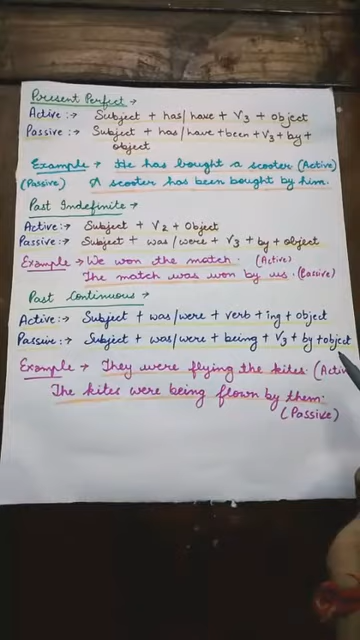 Present Perfect →
Active :→ Subject + has/have + V3 + object
Passive :→ Subject + has/have + been + V3 + by +
object
Example → He has bought a scooter (Active)
(Passive) A scooter has been bought by him.
Past Indefinite →
Active :→ Subject + V2 + Object
Passive :→ Subject + was/were + V3 + by + object
Example → We won the match. (Active)
The match was won by us. (Passive)
Past Continuous →
Active :→ Subject + was/were + verb + ing + object
Passive :→ Subject + was/were + being + V3 + by + object
Example → They were flying the kites. (Active
The kites were being flown by them.
(Passive)